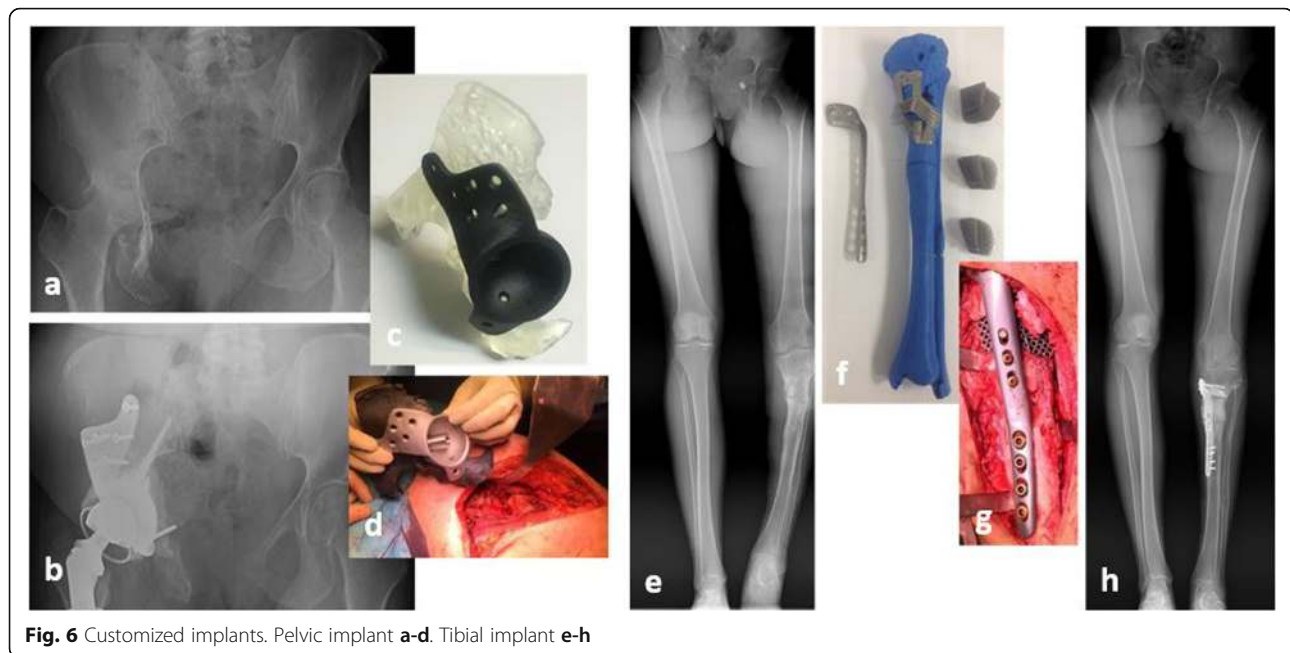 a
b
c
d
e
f
g
h
Fig. 6 Customized implants. Pelvic implant a-d. Tibial implant e-h